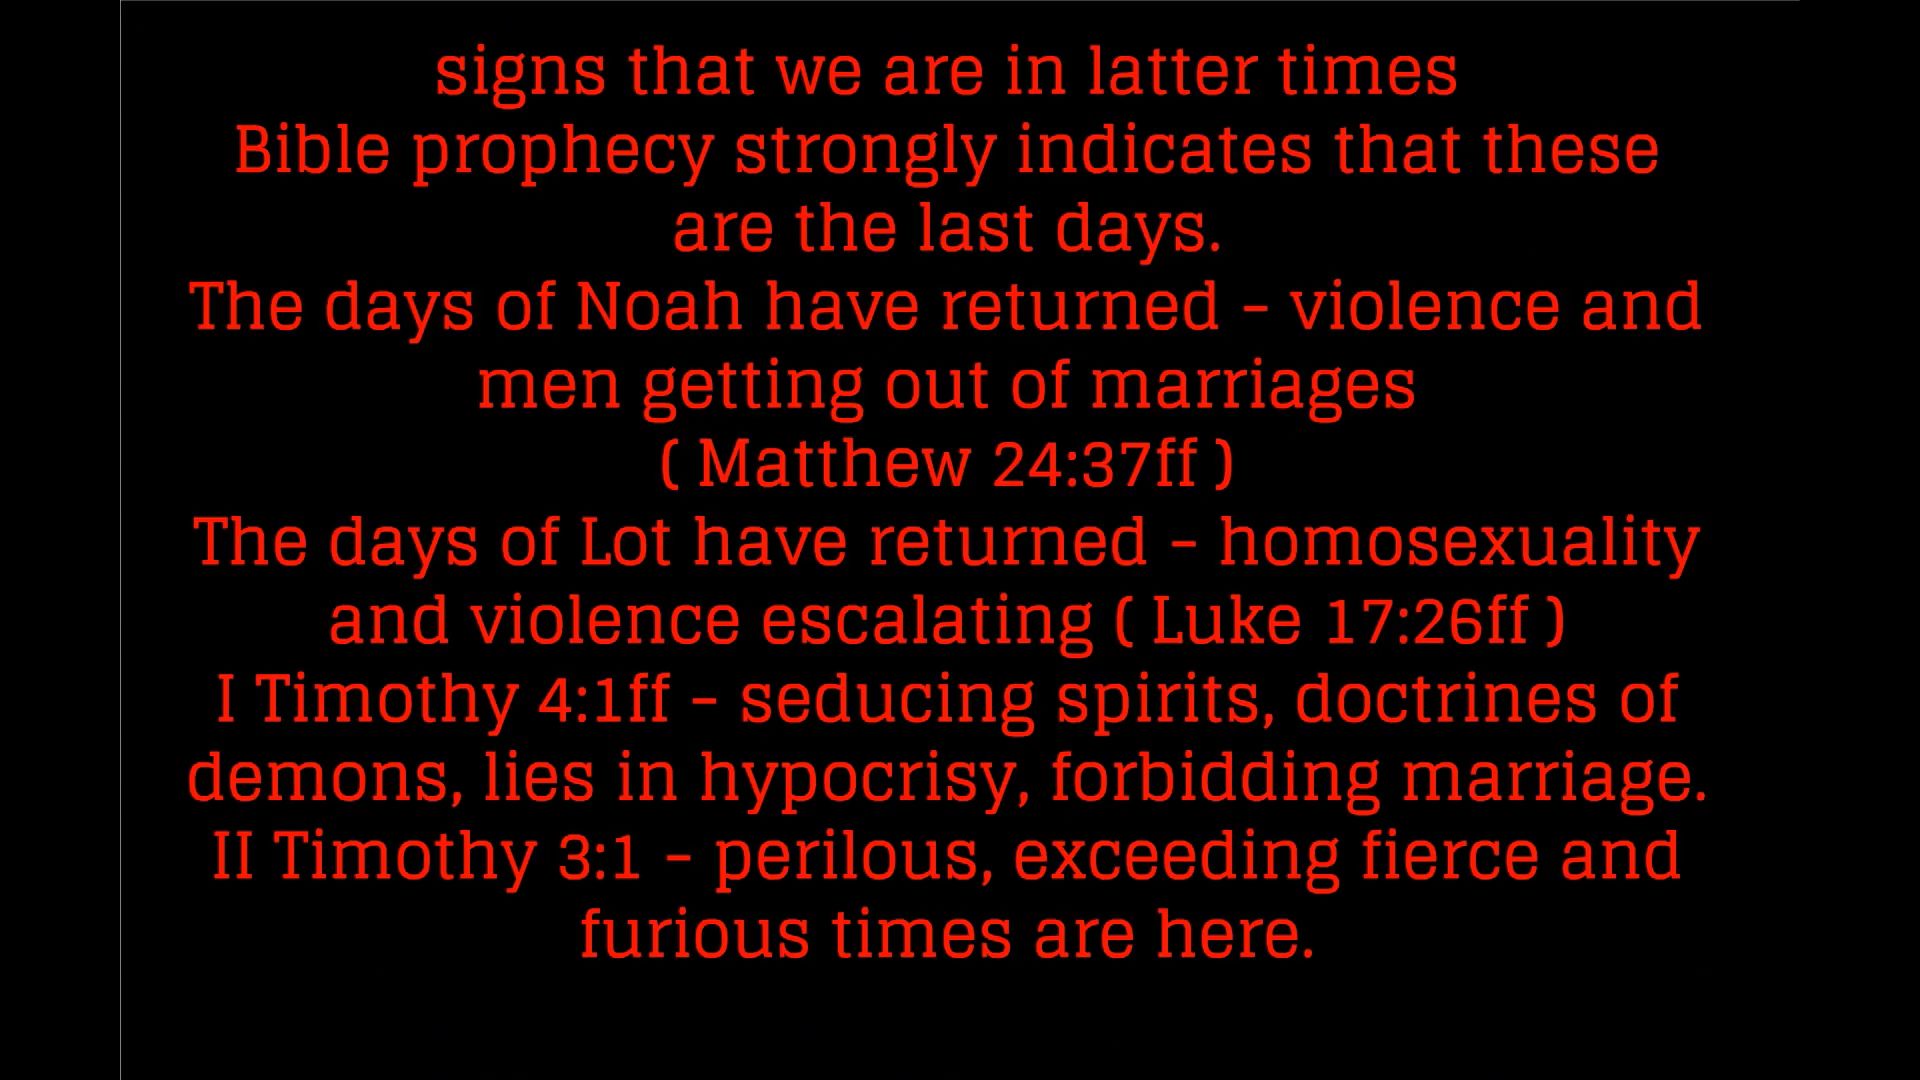 signs that we are in latter times
Bible prophecy strongly indicates that these
are the last days.
The days of Noah have returned – violence and
men getting out of marriages
( Matthew 24:37ff )
The days of Lot have returned – homosexuality
and violence escalating ( Luke 17:26ff )
I Timothy 4:1ff – seducing spirits, doctrines of
demons, lies in hypocrisy, forbidding marriage.
II Timothy 3:1 – perilous, exceeding fierce and
furious times are here.